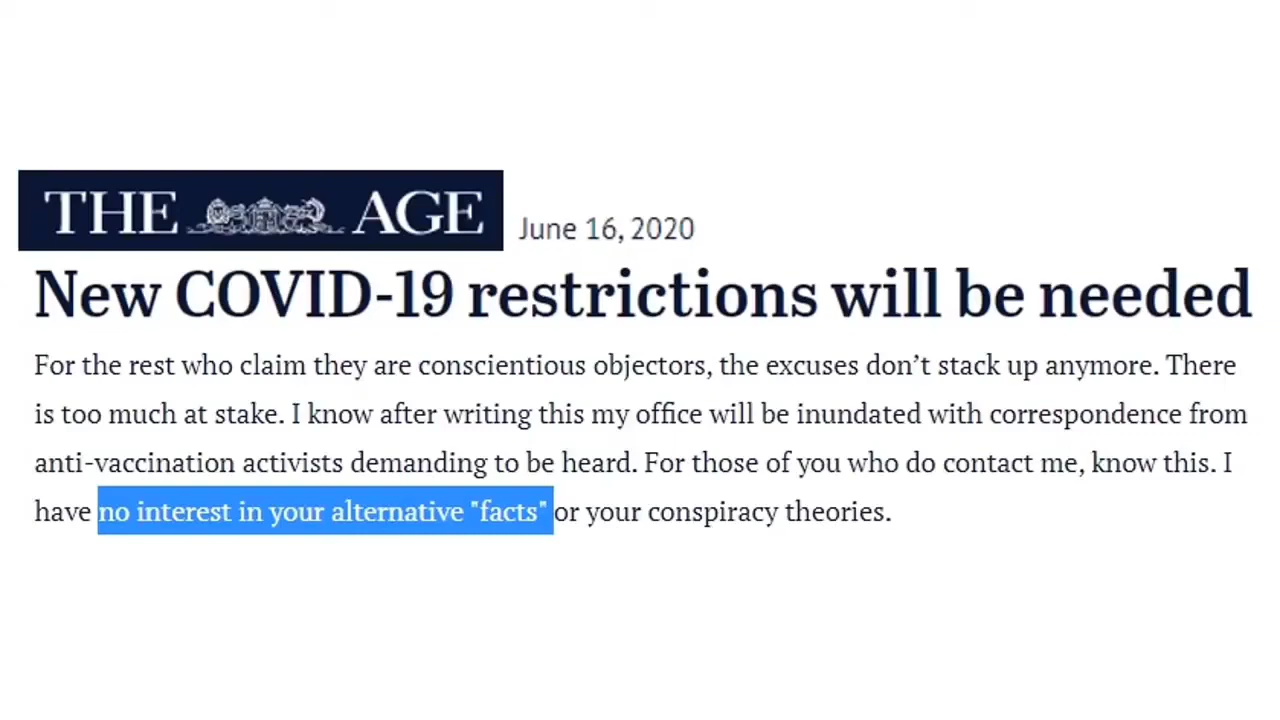 THE AGE June 16, 2020
New COVID-19 restrictions will be needed
For the rest who claim they are conscientious objectors, the excuses don’t stack up anymore. There
is too much at stake. I know after writing this my office will be inundated with correspondence from
anti-vaccination activists demanding to be heard. For those of you who do contact me, know this. I
have no interest in your alternative "facts" or your conspiracy theories.